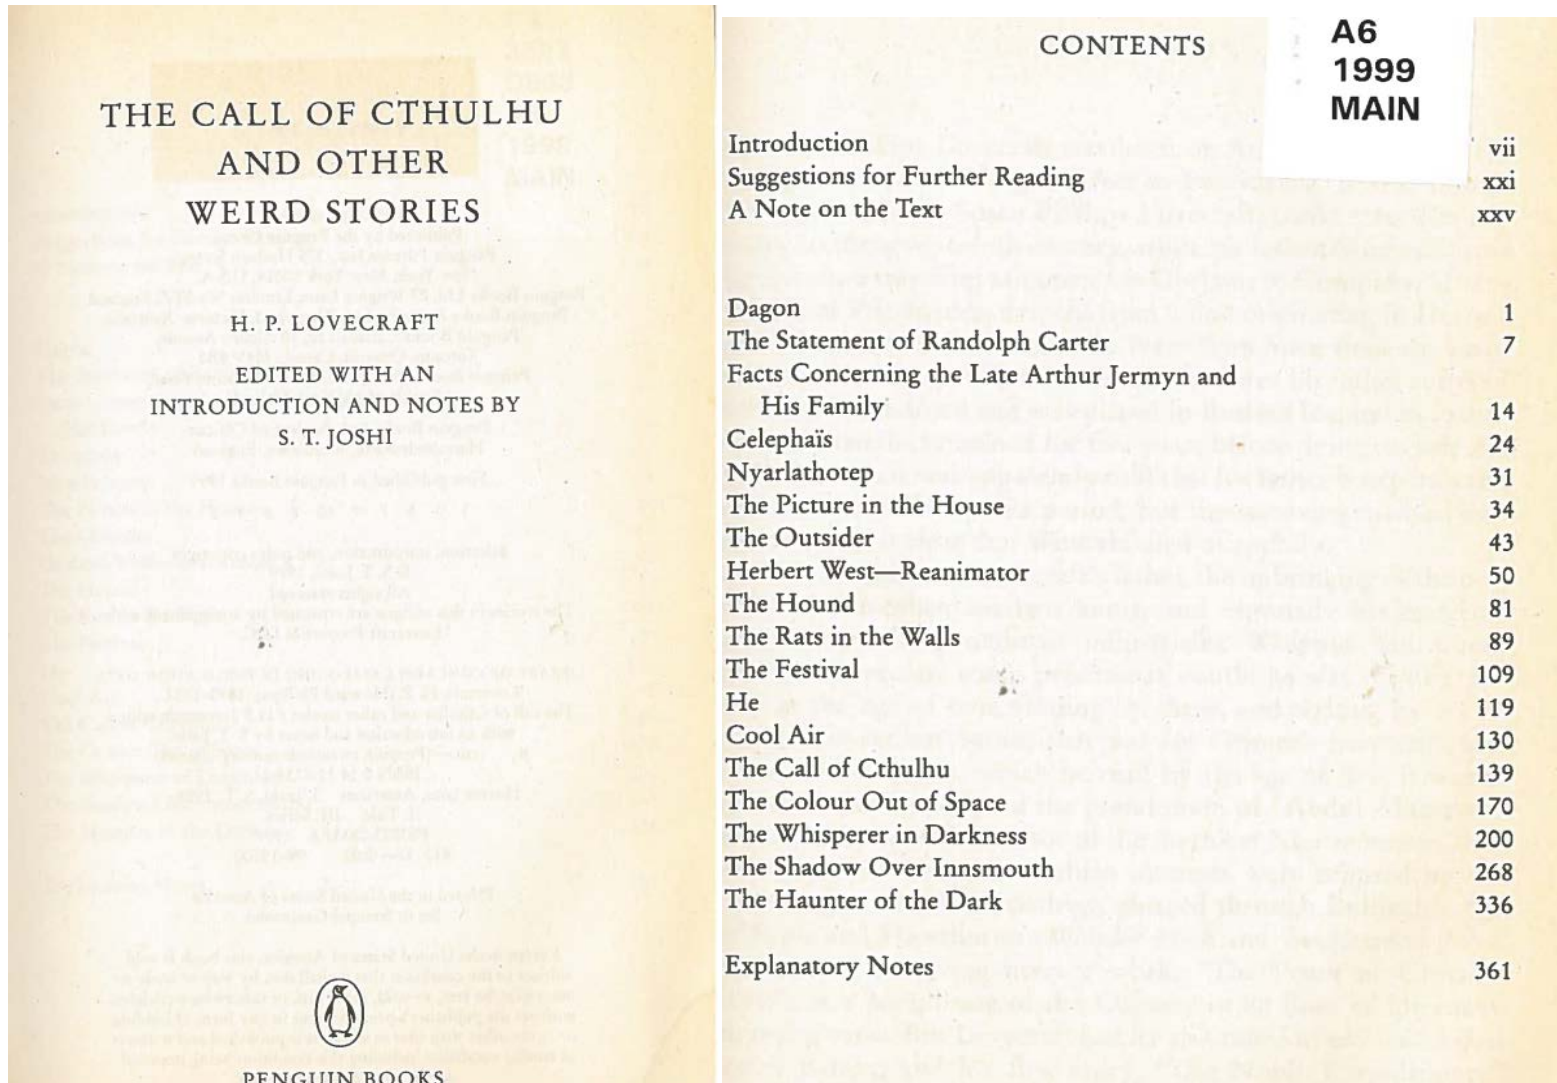 THE CALL OF CTHULHU
AND OTHER
WEIRD STORIES
H. P. LOVECRAFT
EDITED WITH AN
INTRODUCTION AND NOTES BY
S. T. JOSHI
PENGUIN BOOKS
CONTENTS
A6
1999
MAIN
Introduction vii
Suggestions for Further Reading xxi
A Note on the Text xxv
Dagon 1
The Statement of Randolph Carter 7
Facts Concerning the Late Arthur Jermyn and
His Family 14
Celephaïs 24
Nyarlathotep 31
The Picture in the House 34
The Outsider 43
Herbert West—Reanimator 50
The Hound 81
The Rats in the Walls 89
The Festival 109
He 119
Cool Air 130
The Call of Cthulhu 139
The Colour Out of Space 170
The Whisperer in Darkness 200
The Shadow Over Innsmouth 268
The Haunter of the Dark 336
Explanatory Notes 361